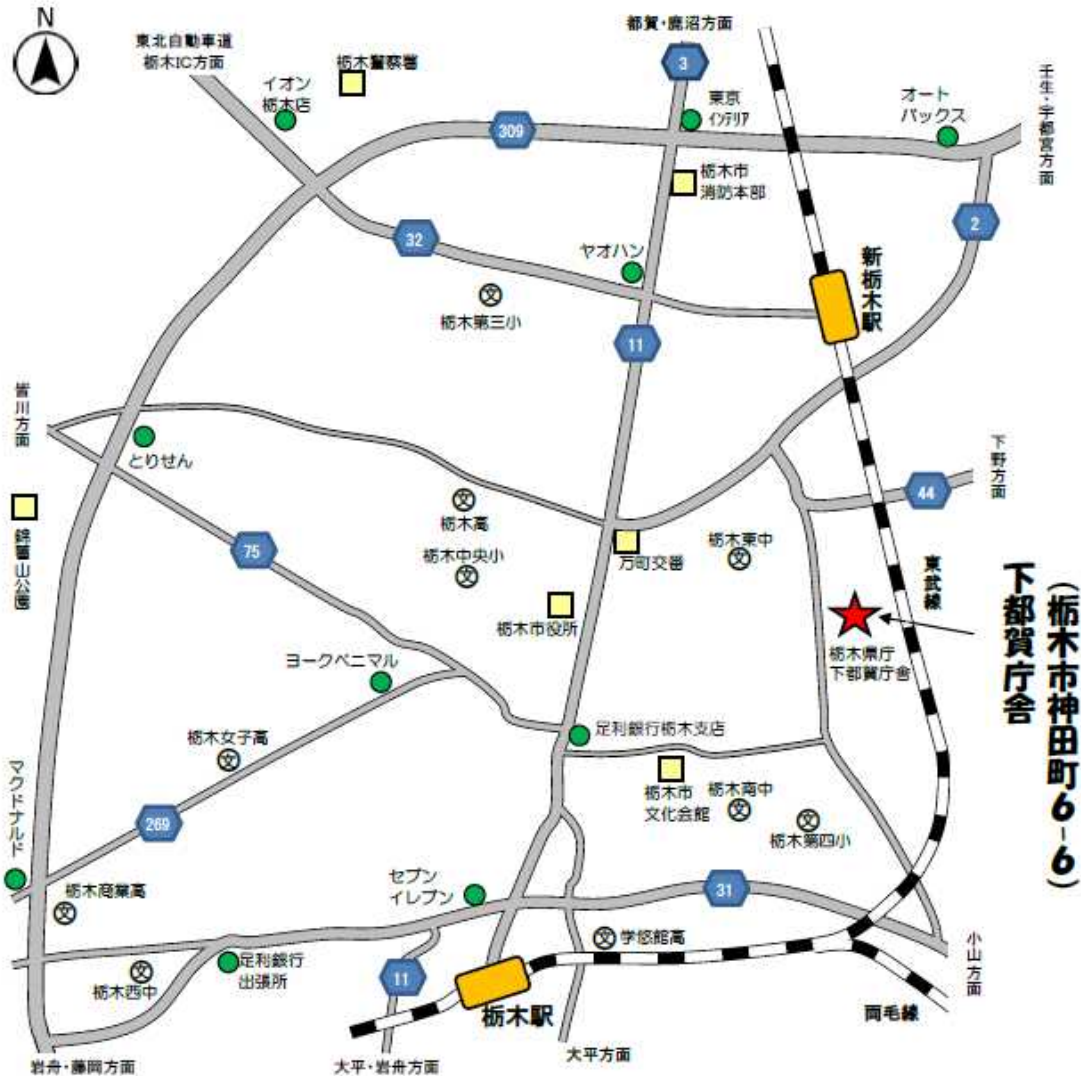 N
東北自動車道
栃木IC方面
栃木警察署
都賀・鹿沼方面
3
イオン
栃木店
309
東京
インテリア
オート
バックス
壬生・宇都宮方面
栃木市
消防本部
2
32
ヤオハン
新栃木駅
栃木第三小
文
11
皆川方面
とりせん
下野方面
44
文
栃木高
錦着山公園
75
栃木中央小
文
万町交番
栃木東中
文
東武線
栃木市役所
栃木県庁
下都賀庁舎
(栃木市神田町6-6)
下都賀庁舎
ヨークベニマル
足利銀行栃木支店
栃木女子高
文
マクドナルド
栃木市
文化会館
栃木南中
文
文
栃木第四小
269
セブン
イレブン
31
栃木商業高
文
文
学悠館高
小山方面
足利銀行
出張所
文
栃木西中
11
栃木駅
両毛線
岩舟・藤岡方面
大平・岩舟方面
大平方面